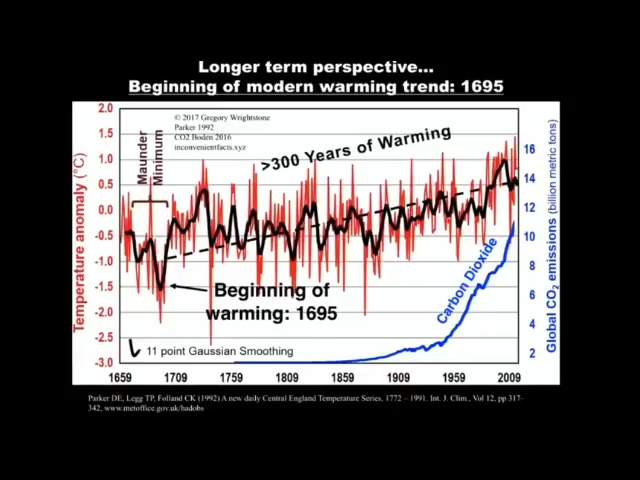 Longer term perspective...
Beginning of modern warming trend: 1695
© 2017 Gregory Wrightstone
Parker 1992
CO2 Boden 2016
inconvenientfacts.xyz
Maunder
Minimum
>300 Years of Warming
Temperature anomaly (°C)
2.0
1.5
1.0
0.5
0.0
-0.5
-1.0
-1.5
-2.0
-2.5
-3.0
Beginning of
warming: 1695
Carbon Dioxide
11 point Gaussian Smoothing
16
14
12
10
8
6
4
2
Global CO2 emissions (billion metric tons)
1659
1709
1759
1809
1859
1909
1959
2009
Parker DE, Legg TP, Folland CK (1992) A new daily Central England Temperature Series, 1772 – 1991. Int. J. Clim., Vol 12, pp 317-
342, www.metoffice.gov.uk/hadobs